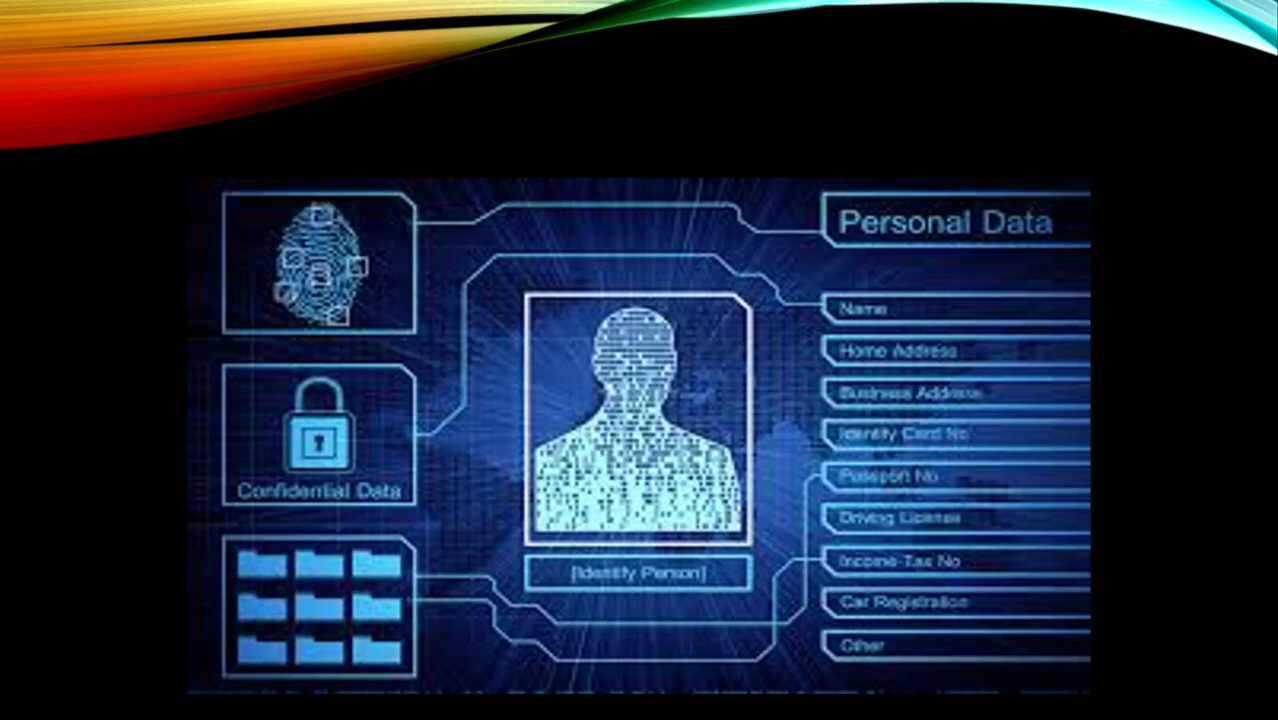 Personal Data
Name
Home Address
Business Address
Identity Card No
Passport No
Driving License
Income Tax No
Car Registration
Other
Confidential Data
[Identify Person]